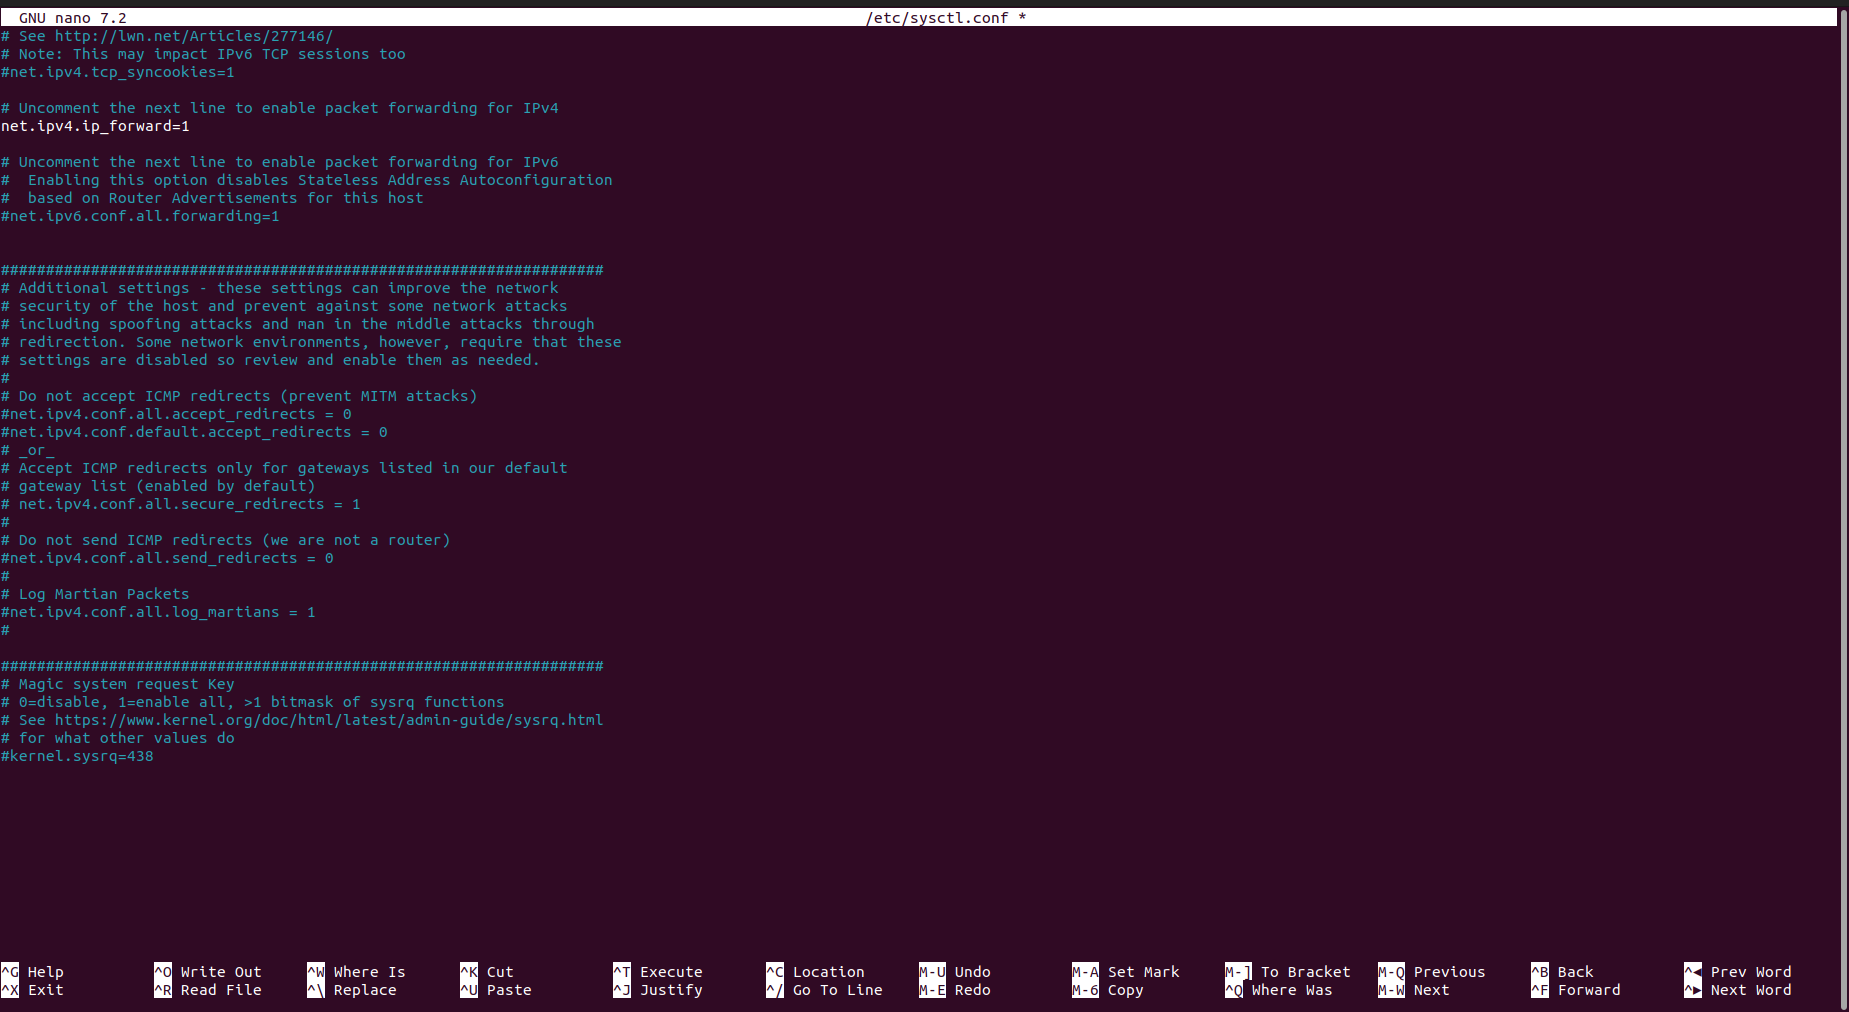 GNU nano 7.2 /etc/sysctl.conf *
# See http://lwn.net/Articles/277146/
# Note: This may impact IPv6 TCP sessions too
#net.ipv4.tcp_syncookies=1

# Uncomment the next line to enable packet forwarding for IPv4
net.ipv4.ip_forward=1

# Uncomment the next line to enable packet forwarding for IPv6
#  Enabling this option disables Stateless Address Autoconfiguration
#  based on Router Advertisements for this host
#net.ipv6.conf.all.forwarding=1


###################################################################
# Additional settings - these settings can improve the network
# security of the host and prevent against some network attacks
# including spoofing attacks and man in the middle attacks through
# redirection. Some network environments, however, require that these
# settings are disabled so review and enable them as needed.
#
# Do not accept ICMP redirects (prevent MITM attacks)
#net.ipv4.conf.all.accept_redirects = 0
#net.ipv4.conf.default.accept_redirects = 0
# _or_
# Accept ICMP redirects only for gateways listed in our default
# gateway list (enabled by default)
# net.ipv4.conf.all.secure_redirects = 1
#
# Do not send ICMP redirects (we are not a router)
#net.ipv4.conf.all.send_redirects = 0
#
# Log Martian Packets
#net.ipv4.conf.all.log_martians = 1
#

###################################################################
# Magic system request Key
# 0=disable, 1=enable all, >1 bitmask of sysrq functions
# See https://www.kernel.org/doc/html/latest/admin-guide/sysrq.html
# for what other values do
#kernel.sysrq=438

^G Help ^O Write Out ^W Where Is ^K Cut ^T Execute ^C Location M-U Undo M-A Set Mark M-] To Bracket M-Q Previous ^B Back ^◄ Prev Word
^X Exit ^R Read File ^\ Replace ^U Paste ^J Justify ^/ Go To Line M-E Redo M-6 Copy ^Q Where Was M-W Next ^F Forward ^► Next Word